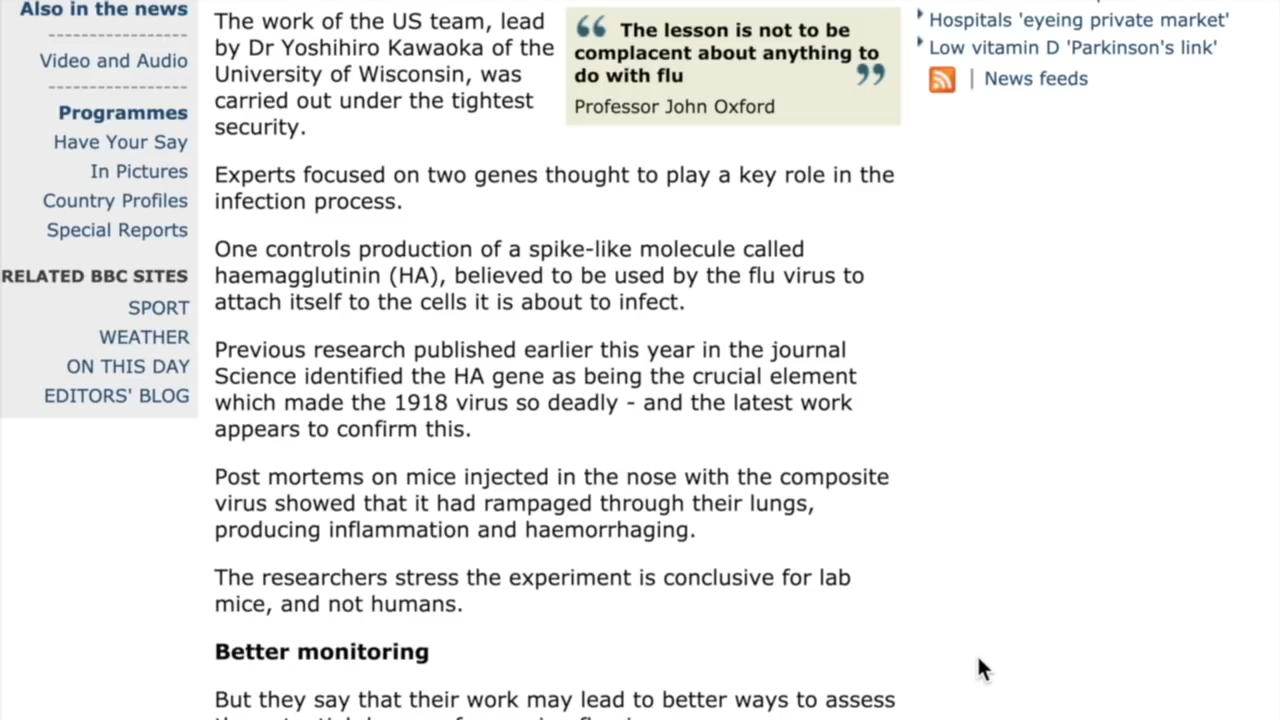 Also in the news
Video and Audio
Programmes
Have Your Say
In Pictures
Country Profiles
Special Reports
RELATED BBC SITES
SPORT
WEATHER
ON THIS DAY
EDITORS' BLOG
The work of the US team, lead
by Dr Yoshihiro Kawaoka of the
University of Wisconsin, was
carried out under the tightest
security.
“ The lesson is not to be
complacent about anything to
do with flu ”
Professor John Oxford
Experts focused on two genes thought to play a key role in the
infection process.
One controls production of a spike-like molecule called
haemagglutinin (HA), believed to be used by the flu virus to
attach itself to the cells it is about to infect.
Previous research published earlier this year in the journal
Science identified the HA gene as being the crucial element
which made the 1918 virus so deadly - and the latest work
appears to confirm this.
Post mortems on mice injected in the nose with the composite
virus showed that it had rampaged through their lungs,
producing inflammation and haemorrhaging.
The researchers stress the experiment is conclusive for lab
mice, and not humans.
Better monitoring
But they say that their work may lead to better ways to assess
Hospitals 'eyeing private market'
Low vitamin D 'Parkinson's link'
| News feeds